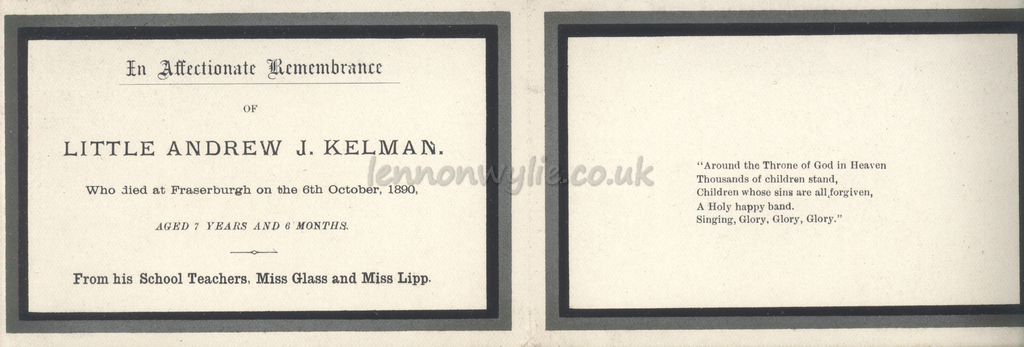 In Affectionate Remembrance
OF
LITTLE ANDREW J. KELMAN.
Who died at Fraserburgh on the 6th October, 1890,
AGED 7 YEARS AND 6 MONTHS.
From his School Teachers, Miss Glass and Miss Lipp.
"Around the Throne of God in Heaven
Thousands of children stand,
Children whose sins are all forgiven,
A Holy happy band.
Singing, Glory, Glory, Glory."
lennonwylie.co.uk